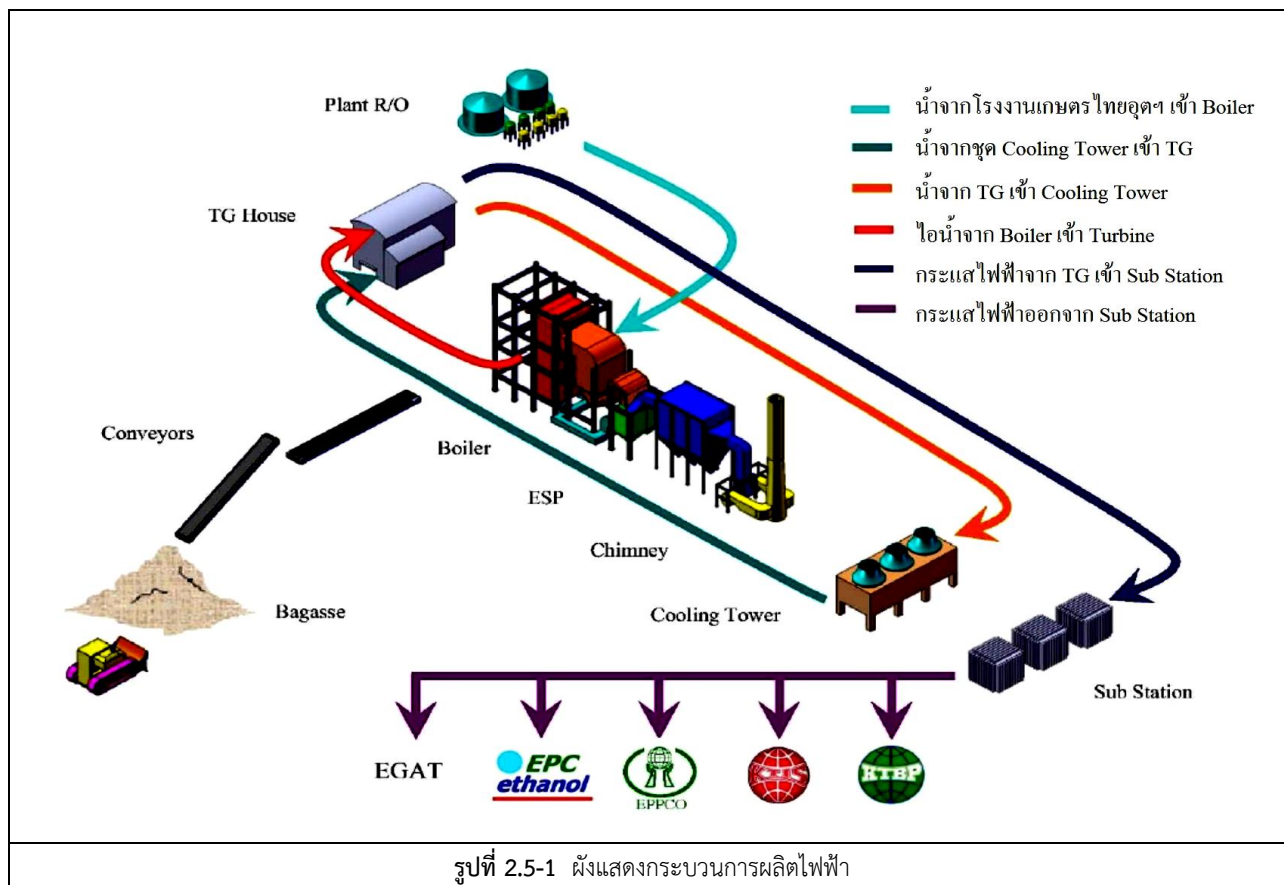 Plant R/O
น้ำจากโรงงานเกษตรไทยอุตฯ เข้า Boiler
น้ำจากชุด Cooling Tower เข้า TG
น้ำจาก TG เข้า Cooling Tower
ไอน้ำจาก Boiler เข้า Turbine
กระแสไฟฟ้าจาก TG เข้า Sub Station
กระแสไฟฟ้าออกจาก Sub Station
TG House
Conveyors
Boiler
ESP
Chimney
Bagasse
Cooling Tower
Sub Station
EGAT
EPC
ethanol
EPPCO
KTIS
KTBP
รูปที่ 2.5-1 ผังแสดงกระบวนการผลิตไฟฟ้า